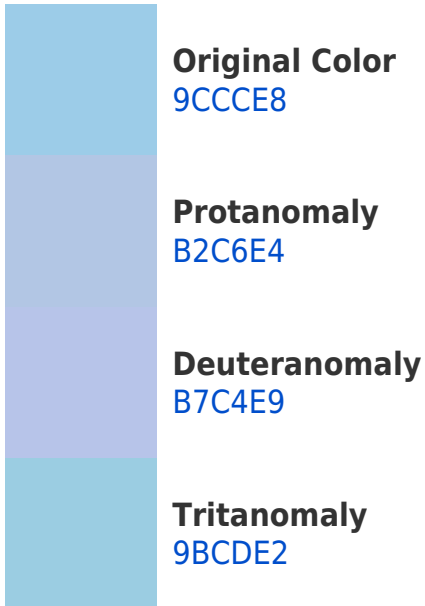 Original Color
9CCCE8
Protanomaly
B2C6E4
Deuteranomaly
B7C4E9
Tritanomaly
9BCDE2